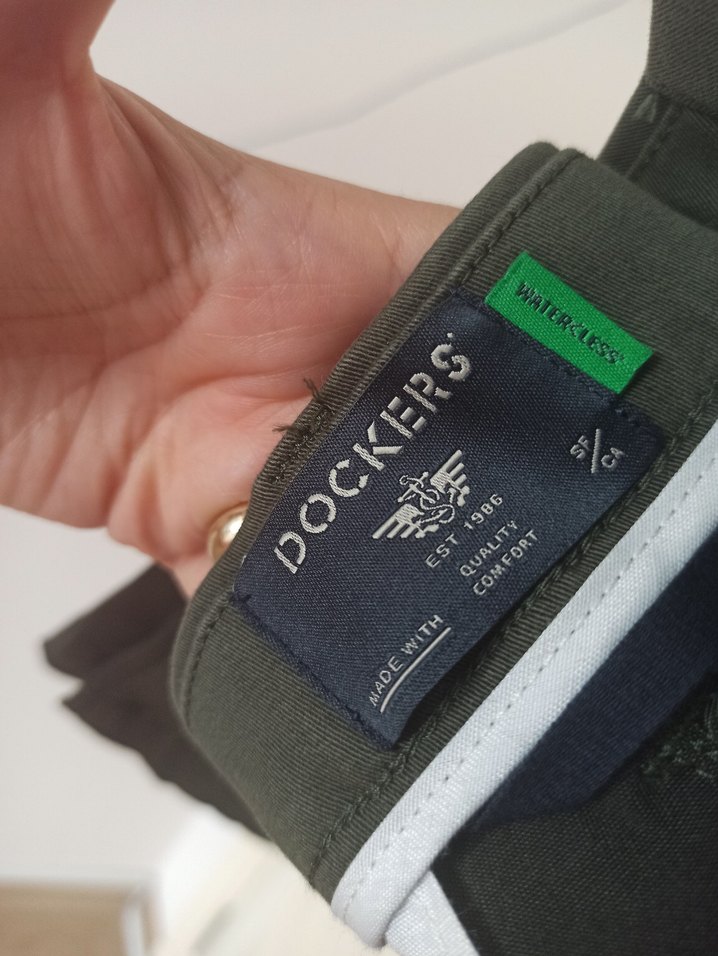 WATER<LESS
DOCKERS
SF/CA
EST 1986
QUALITY
COMFORT
MADE WITH